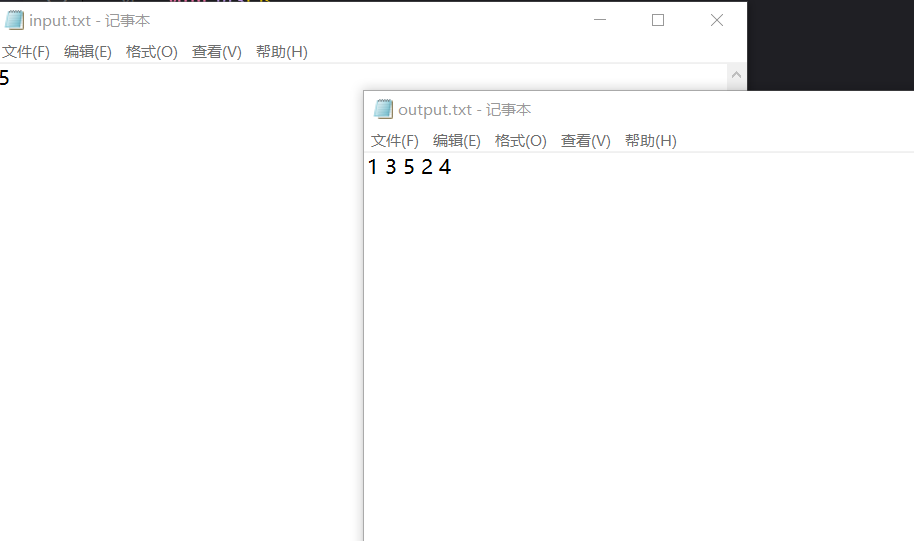 input.txt - 记事本
文件(F) 编辑(E) 格式(O) 查看(V) 帮助(H)
5
output.txt - 记事本
文件(F) 编辑(E) 格式(O) 查看(V) 帮助(H)
1 3 5 2 4